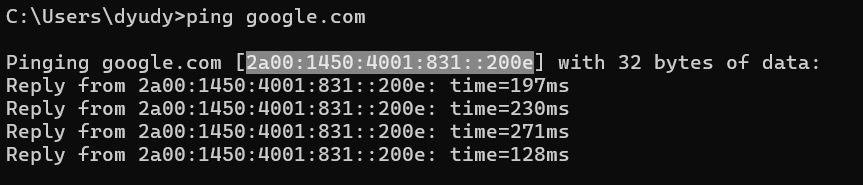 C:\Users\dyudy>ping google.com
Pinging google.com [2a00:1450:4001:831::200e] with 32 bytes of data:
Reply from 2a00:1450:4001:831::200e: time=197ms
Reply from 2a00:1450:4001:831::200e: time=230ms
Reply from 2a00:1450:4001:831::200e: time=271ms
Reply from 2a00:1450:4001:831::200e: time=128ms